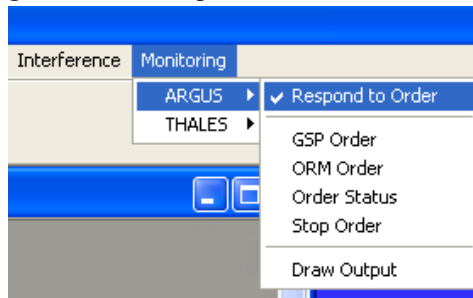 Interference Monitoring
ARGUS
THALES
Respond to Order
GSP Order
ORM Order
Order Status
Stop Order
Draw Output